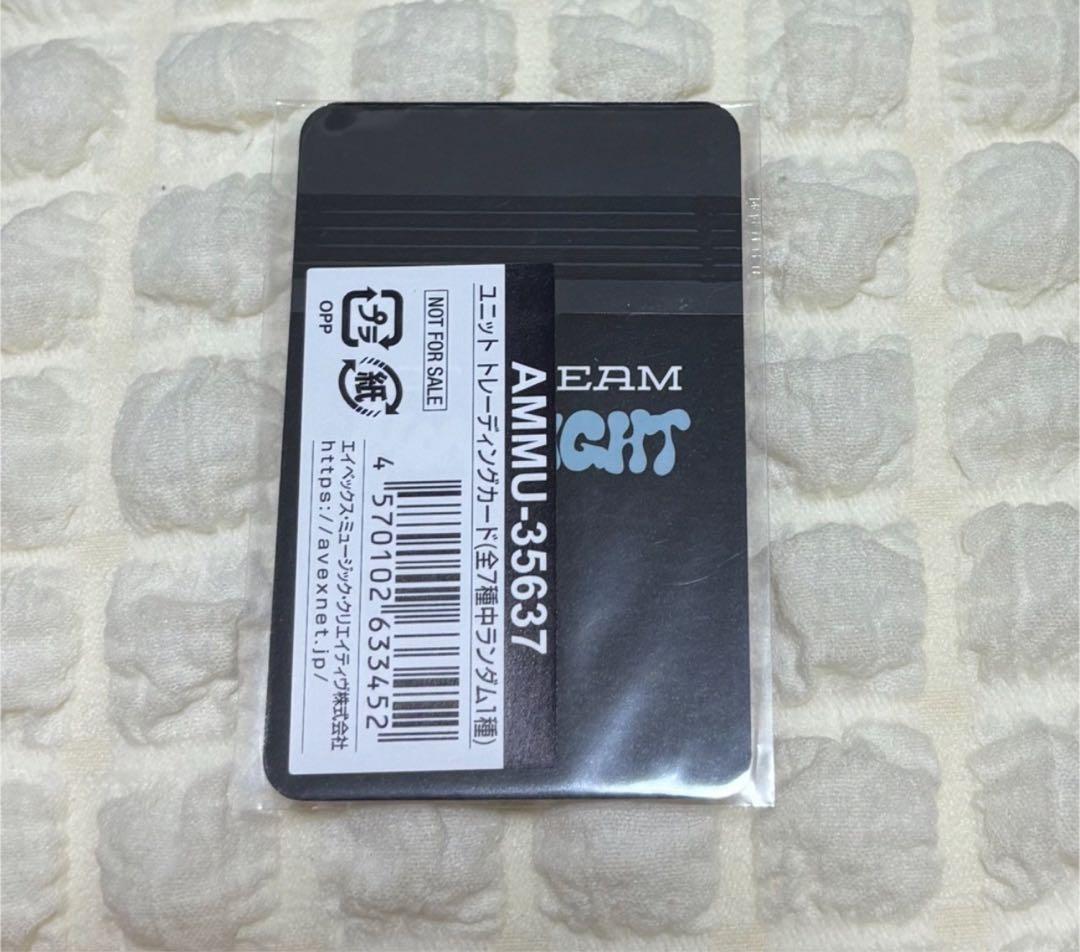 AMMU-35637
ユニット トレーディングカード(全7種中ランダム1種)
NOT FOR SALE
プラ
紙
OPP
4 570102 633452
エイベックス・ミュージック・クリエイティヴ株式会社
https://avexnet.jp/
EAM